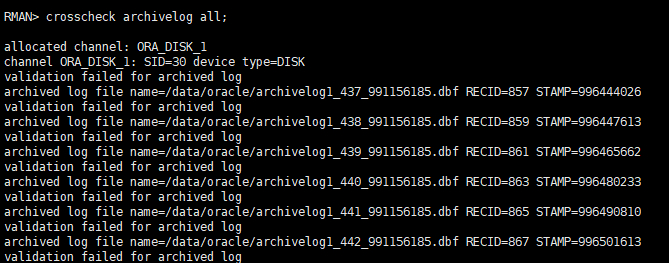 RMAN> crosscheck archivelog all;
allocated channel: ORA_DISK_1
channel ORA_DISK_1: SID=30 device type=DISK
validation failed for archived log
archived log file name=/data/oracle/archivelog1_437_991156185.dbf RECID=857 STAMP=996444026
validation failed for archived log
archived log file name=/data/oracle/archivelog1_438_991156185.dbf RECID=859 STAMP=996447613
validation failed for archived log
archived log file name=/data/oracle/archivelog1_439_991156185.dbf RECID=861 STAMP=996465662
validation failed for archived log
archived log file name=/data/oracle/archivelog1_440_991156185.dbf RECID=863 STAMP=996480233
validation failed for archived log
archived log file name=/data/oracle/archivelog1_441_991156185.dbf RECID=865 STAMP=996490810
validation failed for archived log
archived log file name=/data/oracle/archivelog1_442_991156185.dbf RECID=867 STAMP=996501613
validation failed for archived log